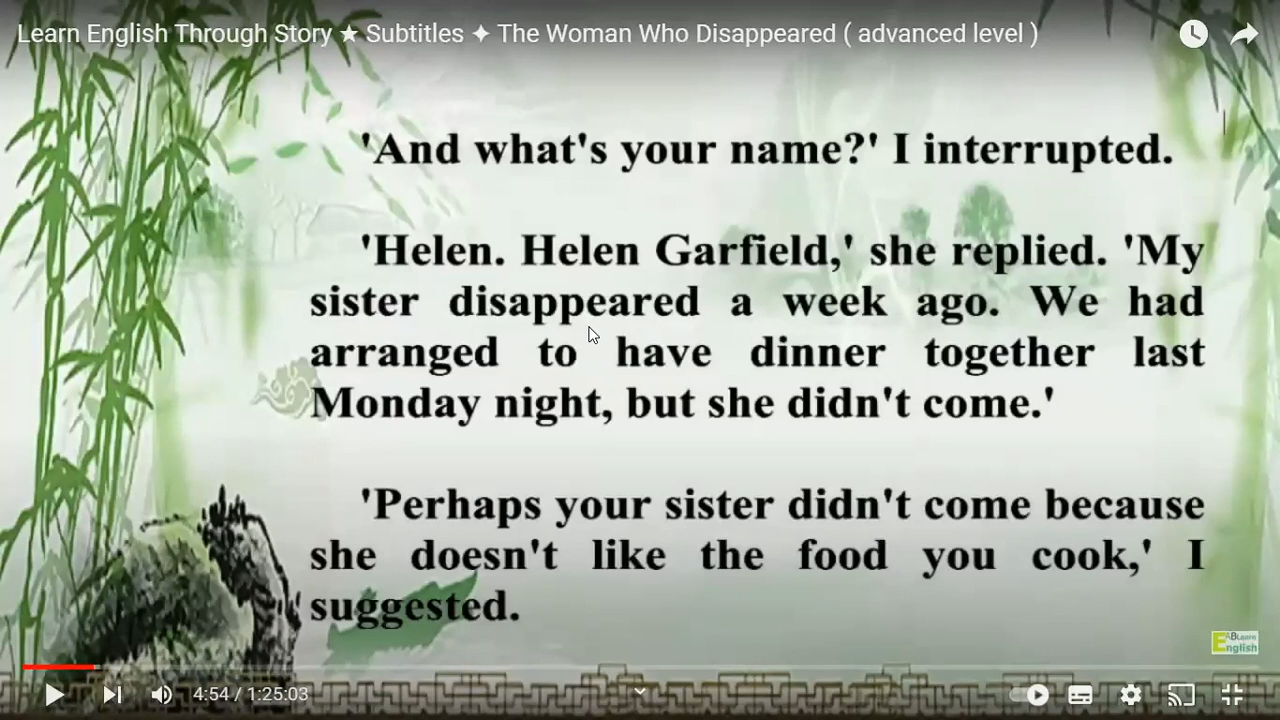 Learn English Through Story ★ Subtitles ✦ The Woman Who Disappeared ( advanced level )
'And what's your name?' I interrupted.
'Helen. Helen Garfield,' she replied. 'My
sister disappeared a week ago. We had
arranged to have dinner together last
Monday night, but she didn't come.'
'Perhaps your sister didn't come because
she doesn't like the food you cook,' I
suggested.
EABLearn
English
4:54 / 1:25:03